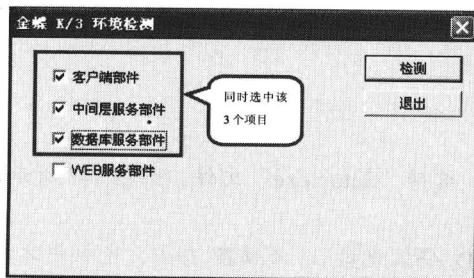 金蝶 K/3 环境检测
客户端部件
中间层服务部件
数据库服务部件
WEB服务部件
同时选中该
3个项目
检测
退出